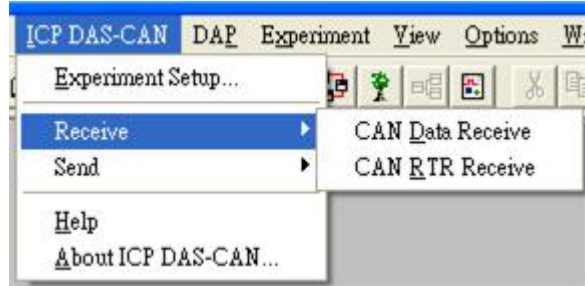 ICP DAS-CAN DAP Experiment View Options
Experiment Setup...
Receive
CAN Data Receive
CAN RTR Receive
Send
Help
About ICP DAS-CAN...